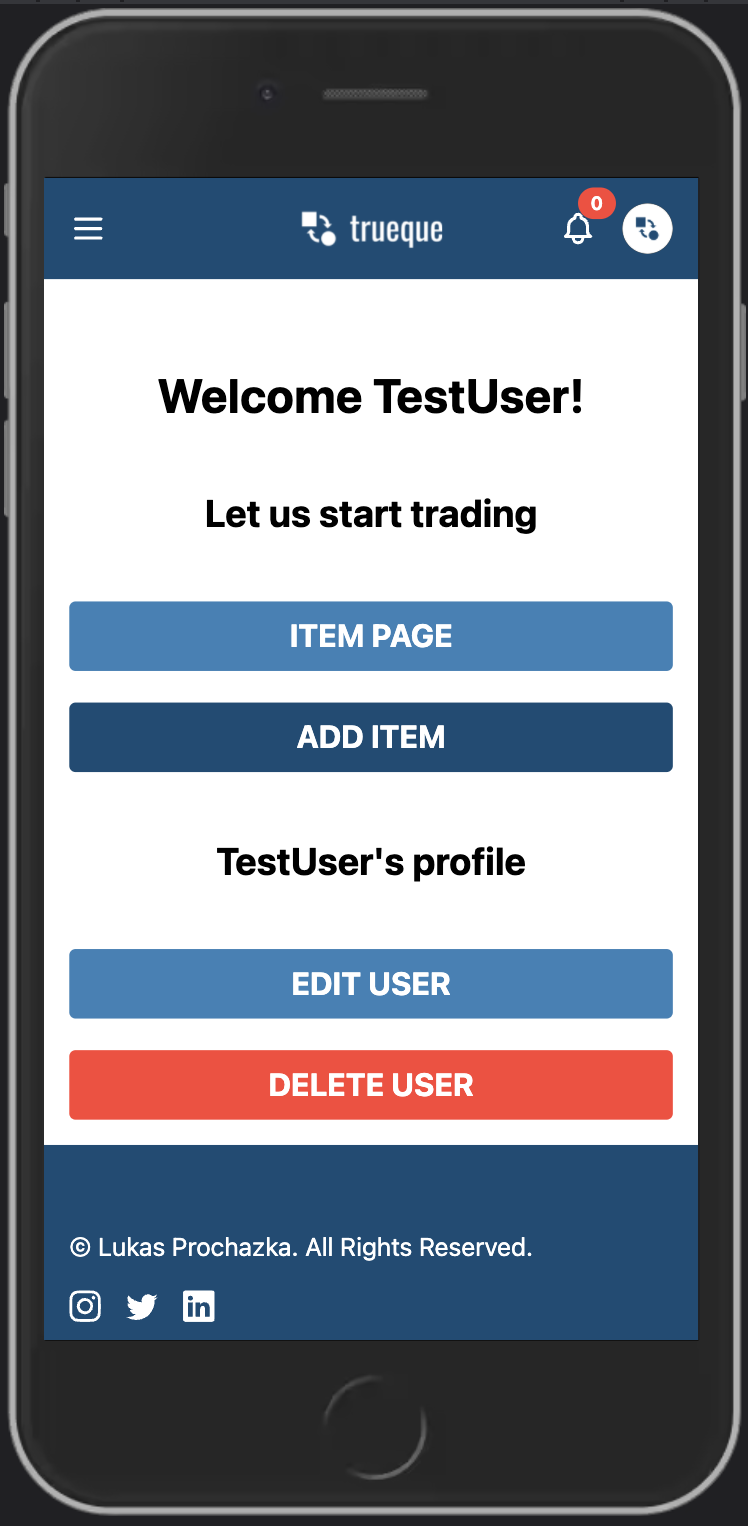 trueque
0
Welcome TestUser!
Let us start trading
ITEM PAGE
ADD ITEM
TestUser's profile
EDIT USER
DELETE USER
© Lukas Prochazka. All Rights Reserved.
in